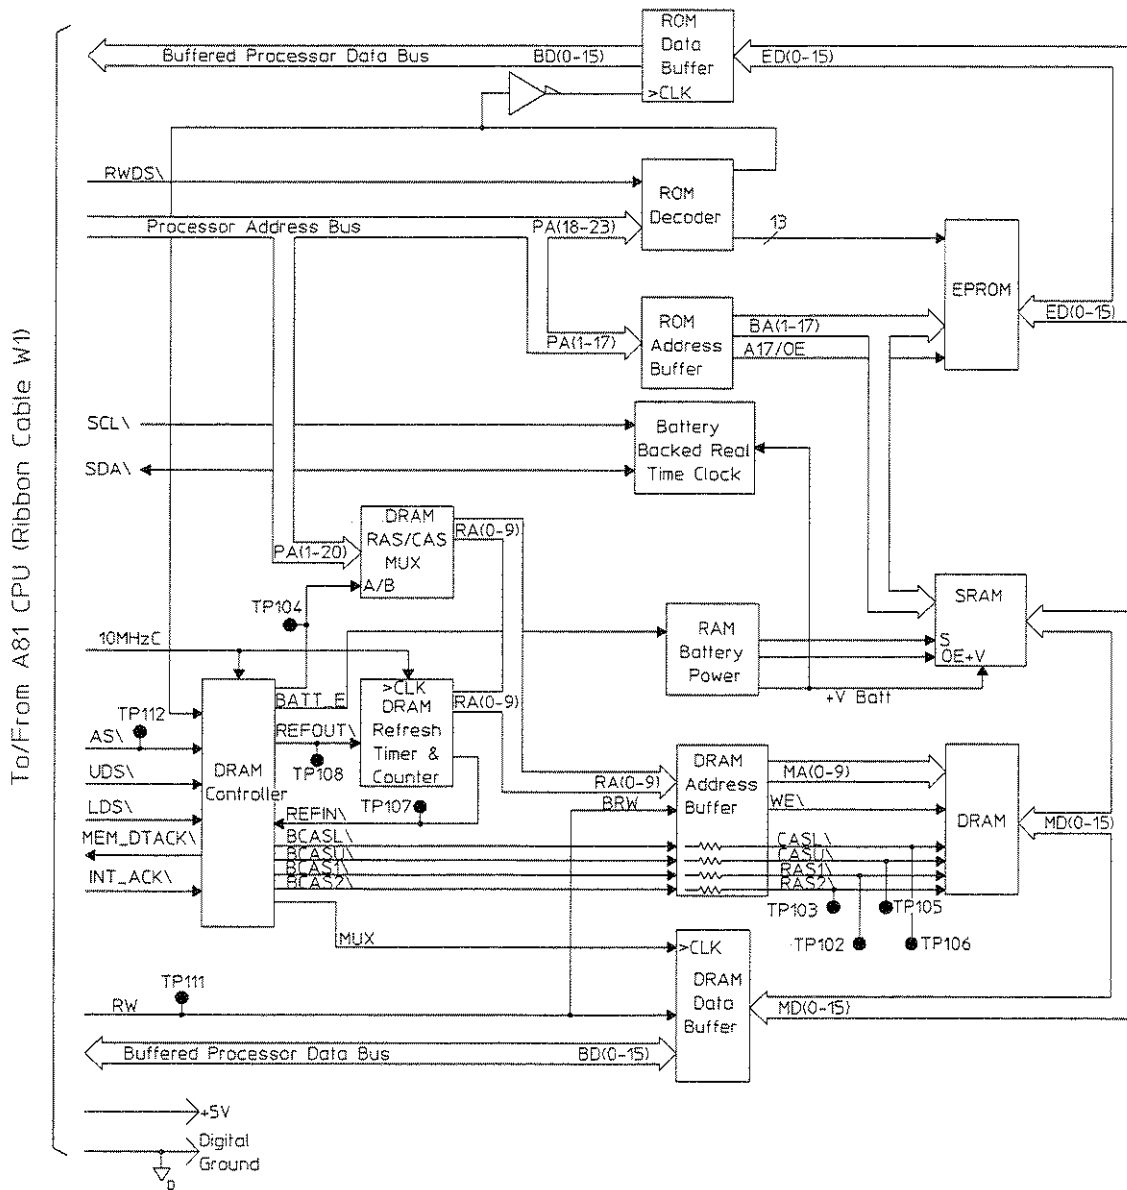 To/From A81 CPU (Ribbon Cable W1)
ROM
Data
Buffer
>CLK
Buffered Processor Data Bus
BD(0-15)
ED(0-15)
RWDS\
ROM
Decoder
Processor Address Bus
PA(18-23)
13
EPROM
ED(0-15)
ROM
Address
Buffer
PA(1-17)
BA(1-17)
A17/OE
SCL\
SDA\
Battery
Backed Real
Time Clock
DRAM
RAS/CAS
MUX
A/B
PA(1-20)
RA(0-9)
TP104
10MHzC
RAM
Battery
Power
SRAM
S
OE+V
+V Batt
BATT_E
>CLK
DRAM
Refresh
Timer &
Counter
RA(0-9)
TP112
AS\
REFOUT\
TP108
UDS\
DRAM
Controller
LDS\
REFIN\
TP107
MEM_DTACK\
INT_ACK\
BCASL\
BCASU\
BCAS1\
BCAS2\
RA(0-9)
BRW
DRAM
Address
Buffer
MA(0-9)
WE\
CASL\
CASU\
RAS1\
RAS2\
DRAM
MD(0-15)
TP103
TP105
TP102
TP106
MUX
>CLK
DRAM
Data
Buffer
MD(0-15)
TP111
RW
Buffered Processor Data Bus
BD(0-15)
+5V
Digital
Ground
D